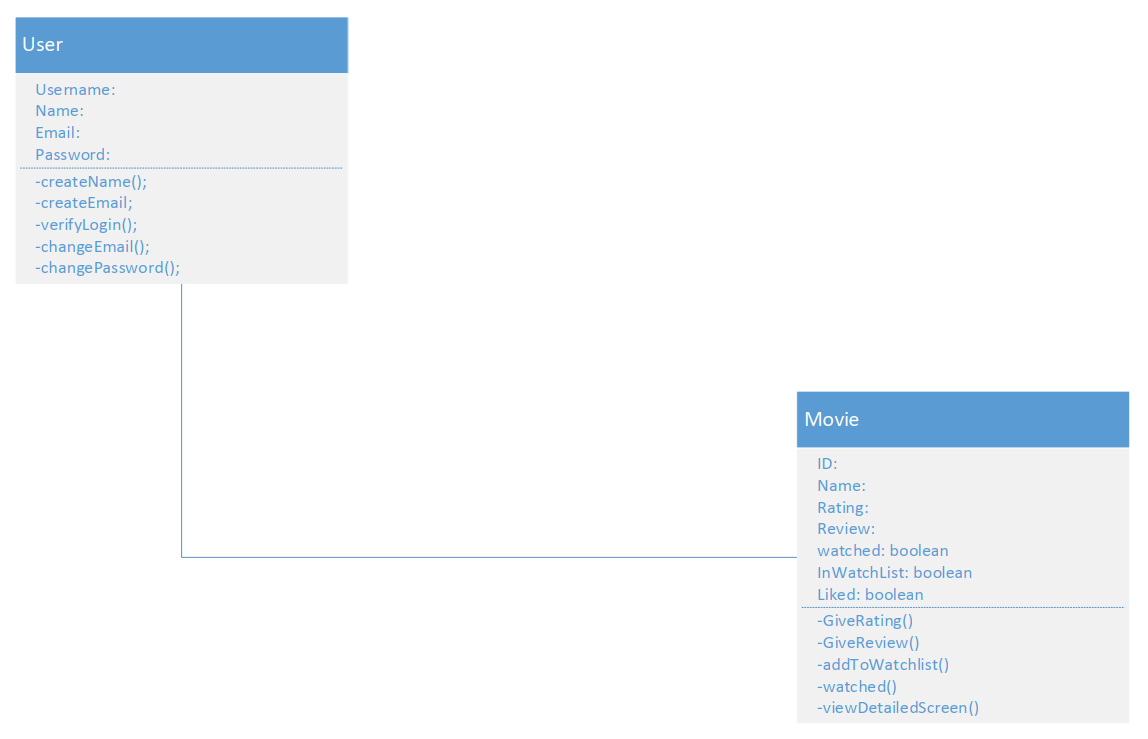 User
Username:
Name:
Email:
Password:
-createName();
-createEmail;
-verifyLogin();
-changeEmail();
-changePassword();
Movie
ID:
Name:
Rating:
Review:
watched: boolean
InWatchList: boolean
Liked: boolean
-GiveRating()
-GiveReview()
-addToWatchlist()
-watched()
-viewDetailedScreen()